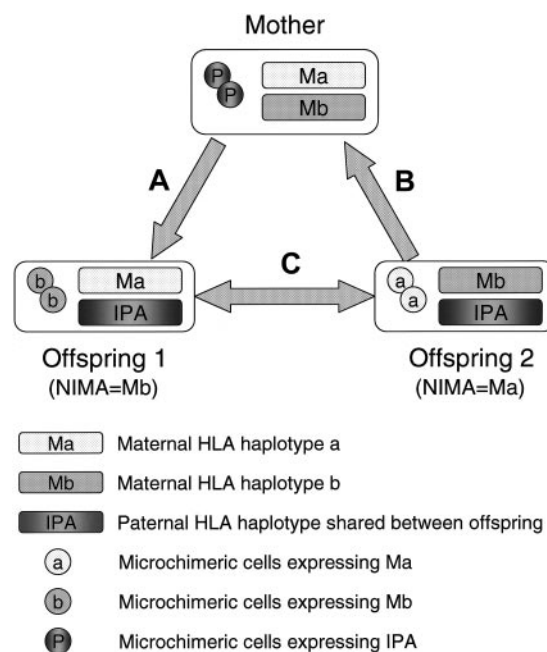 Mother
P
P
Ma
Mb
A
B
C
b
b
Ma
IPA
a
a
Mb
IPA
Offspring 1
(NIMA=Mb)
Offspring 2
(NIMA=Ma)
Ma Maternal HLA haplotype a
Mb Maternal HLA haplotype b
IPA Paternal HLA haplotype shared between offspring
a Microchimeric cells expressing Ma
b Microchimeric cells expressing Mb
P Microchimeric cells expressing IPA